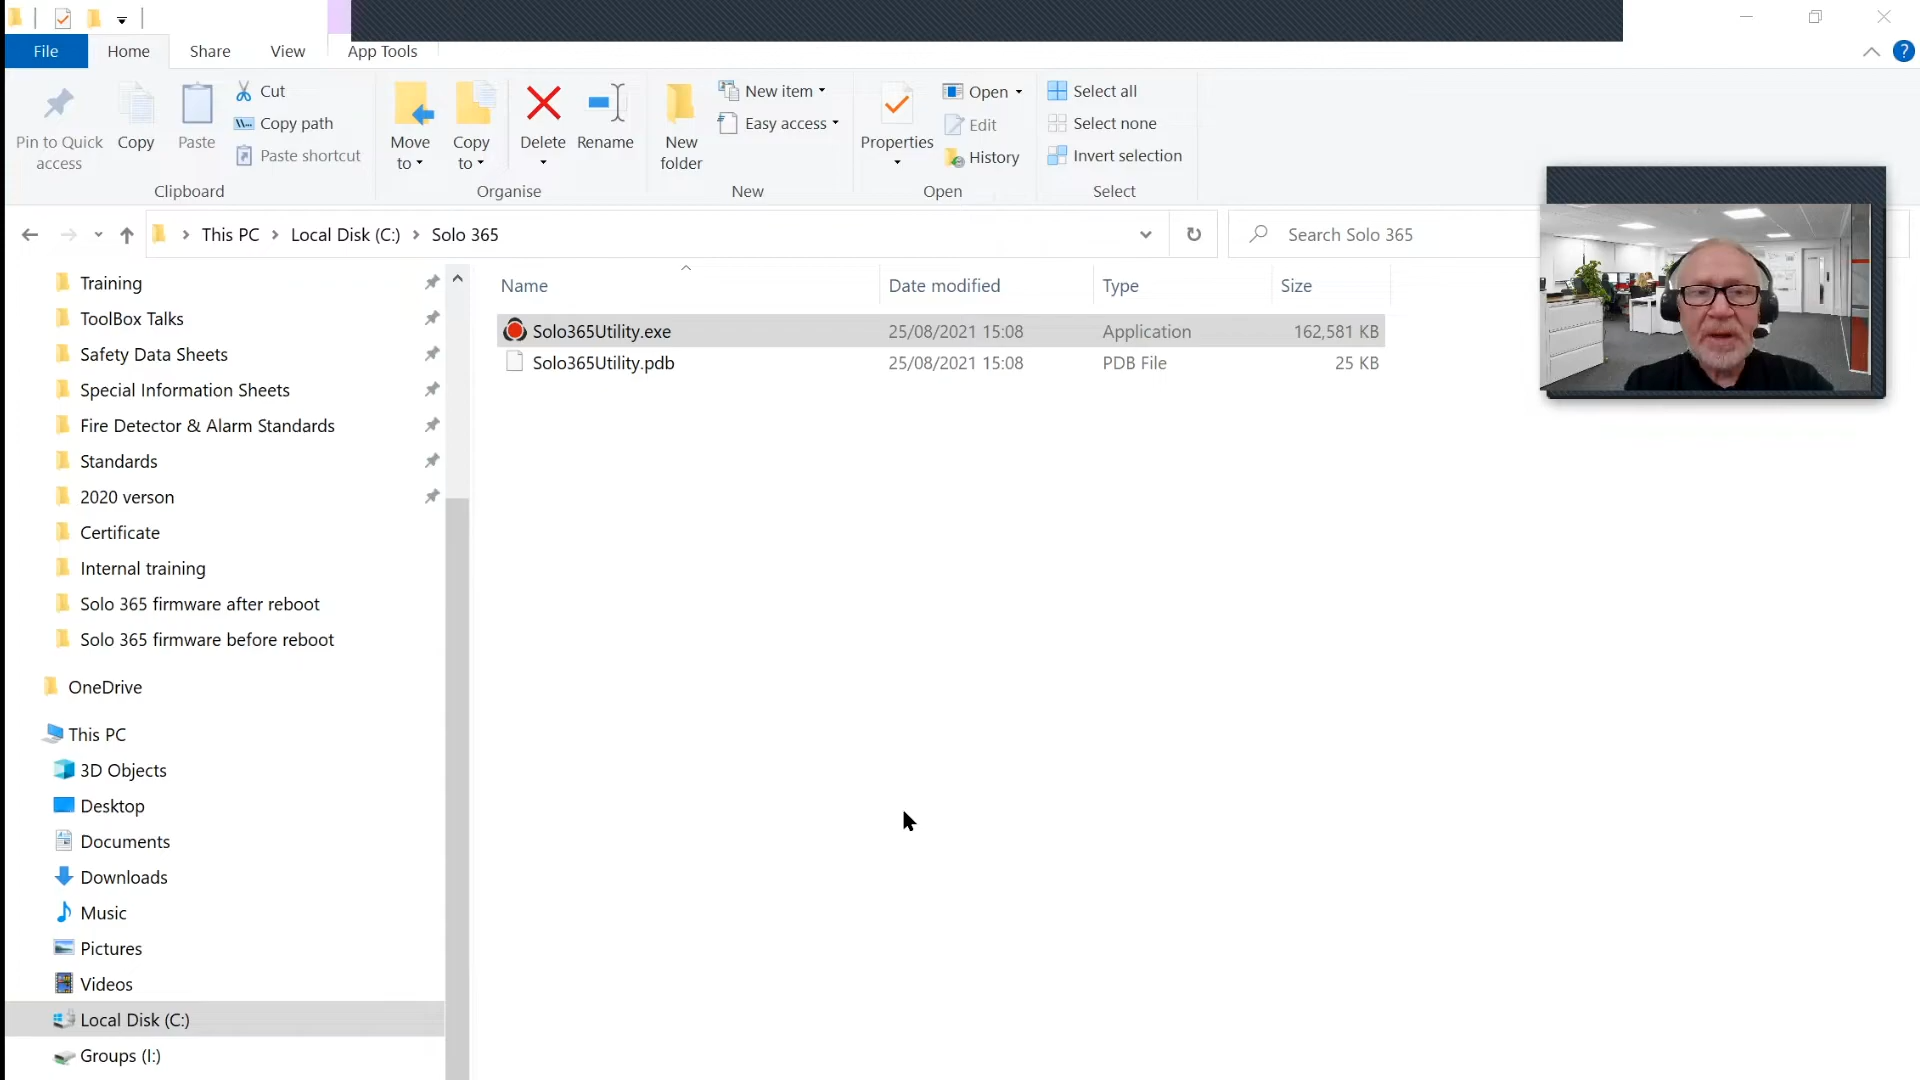 File Home Share View App Tools
Pin to Quick access
Copy
Paste
Cut
Copy path
Paste shortcut
Clipboard
Move to
Copy to
Delete
Rename
Organise
New folder
New item
Easy access
New
Properties
Open
Edit
History
Open
Select all
Select none
Invert selection
Select
This PC Local Disk (C:) Solo 365
Search Solo 365
Training
ToolBox Talks
Safety Data Sheets
Special Information Sheets
Fire Detector & Alarm Standards
Standards
2020 verson
Certificate
Internal training
Solo 365 firmware after reboot
Solo 365 firmware before reboot
OneDrive
This PC
3D Objects
Desktop
Documents
Downloads
Music
Pictures
Videos
Local Disk (C:)
Groups (I:)
Name Date modified Type Size
Solo365Utility.exe 25/08/2021 15:08 Application 162,581 KB
Solo365Utility.pdb 25/08/2021 15:08 PDB File 25 KB